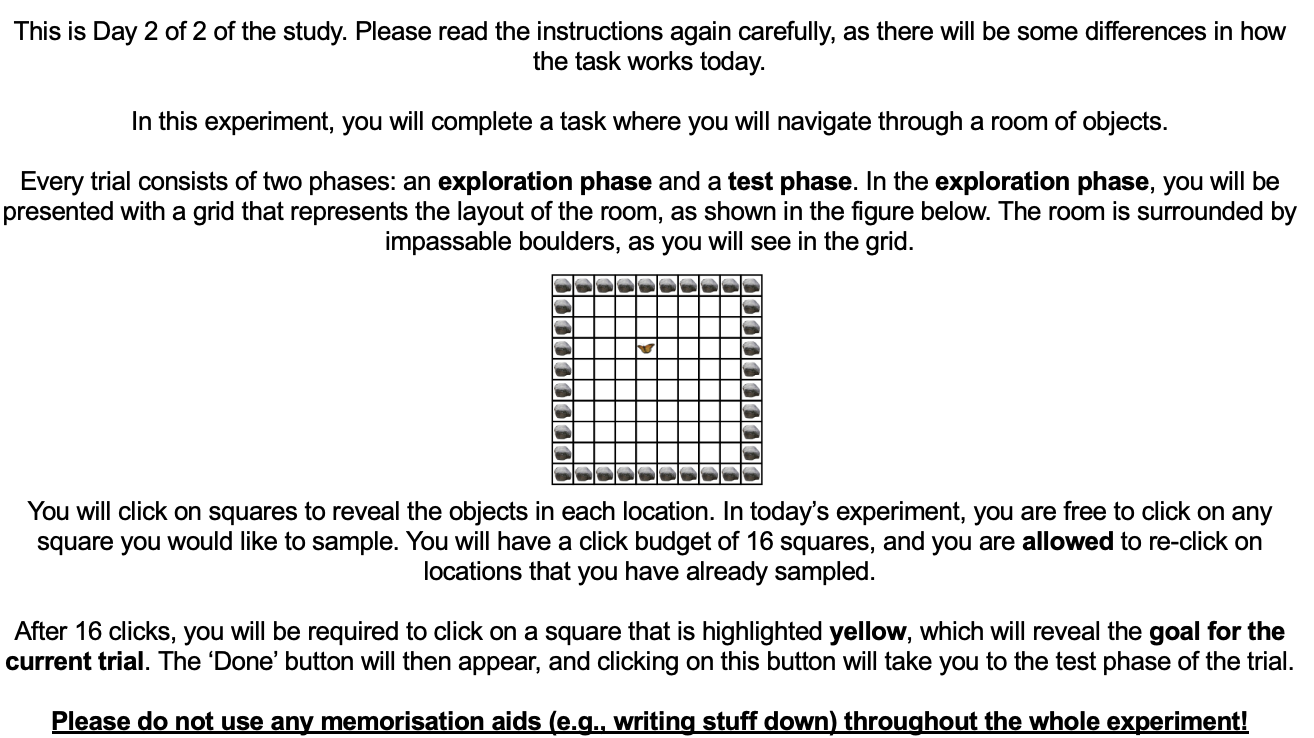 This is Day 2 of 2 of the study. Please read the instructions again carefully, as there will be some differences in how
the task works today.
In this experiment, you will complete a task where you will navigate through a room of objects.
Every trial consists of two phases: an exploration phase and a test phase. In the exploration phase, you will be
presented with a grid that represents the layout of the room, as shown in the figure below. The room is surrounded by
impassable boulders, as you will see in the grid.
You will click on squares to reveal the objects in each location. In today’s experiment, you are free to click on any
square you would like to sample. You will have a click budget of 16 squares, and you are allowed to re-click on
locations that you have already sampled.
After 16 clicks, you will be required to click on a square that is highlighted yellow, which will reveal the goal for the
current trial. The ‘Done’ button will then appear, and clicking on this button will take you to the test phase of the trial.
Please do not use any memorisation aids (e.g., writing stuff down) throughout the whole experiment!